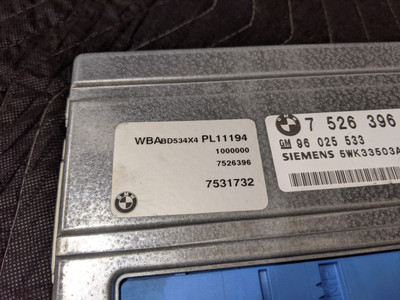 WBABD534X4 PL11194
1000000
7526396
7531732
7 526 396
GM 96 025 533
SIEMENS 5WK33503A